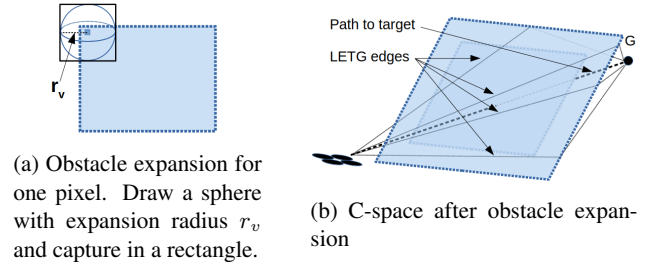 r_v
(a) Obstacle expansion for
one pixel. Draw a sphere
with expansion radius r_v
and capture in a rectangle.
Path to target
LETG edges
G
(b) C-space after obstacle expan-
sion